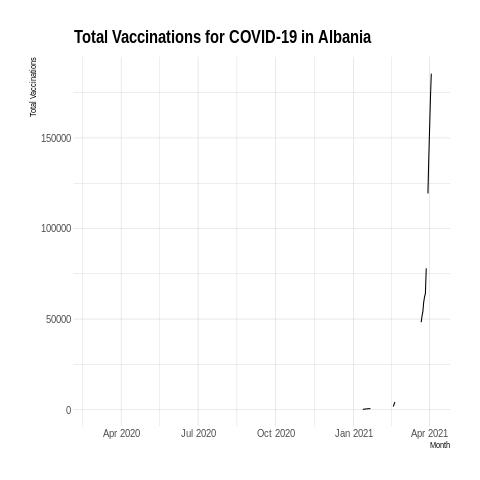 Total Vaccinations for COVID-19 in Albania
Total Vaccinations
150000
100000
50000
0
Apr 2020 Jul 2020 Oct 2020 Jan 2021 Apr 2021
Month